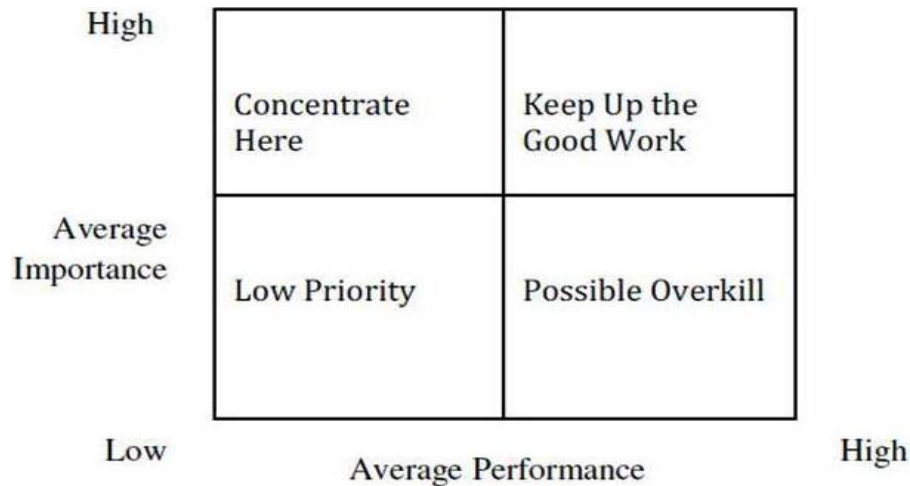 High
Concentrate
Here
Keep Up the
Good Work
Average
Importance
Low Priority
Possible Overkill
Low
Average Performance
High